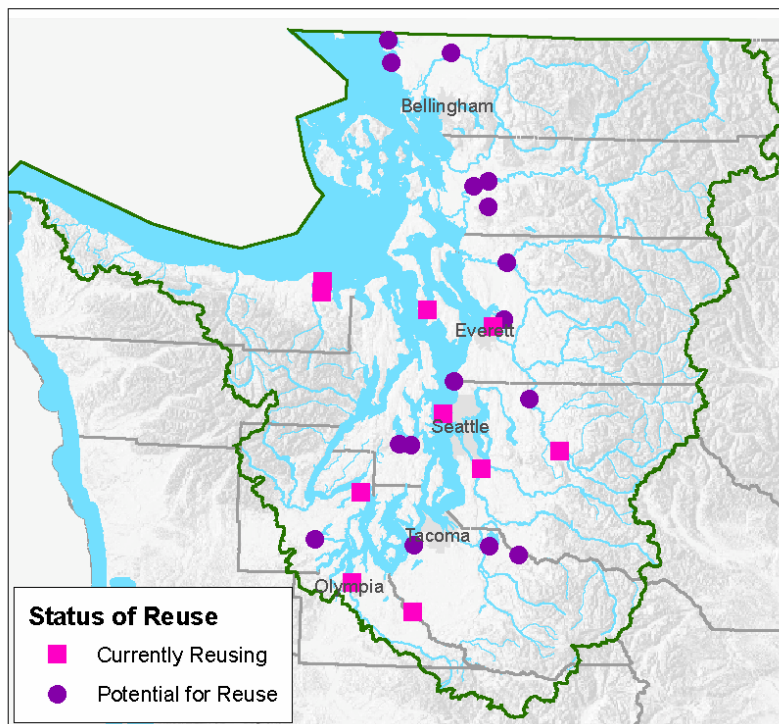 Bellingham
Everett
Seattle
Tacoma
Olympia
Status of Reuse
Currently Reusing
Potential for Reuse